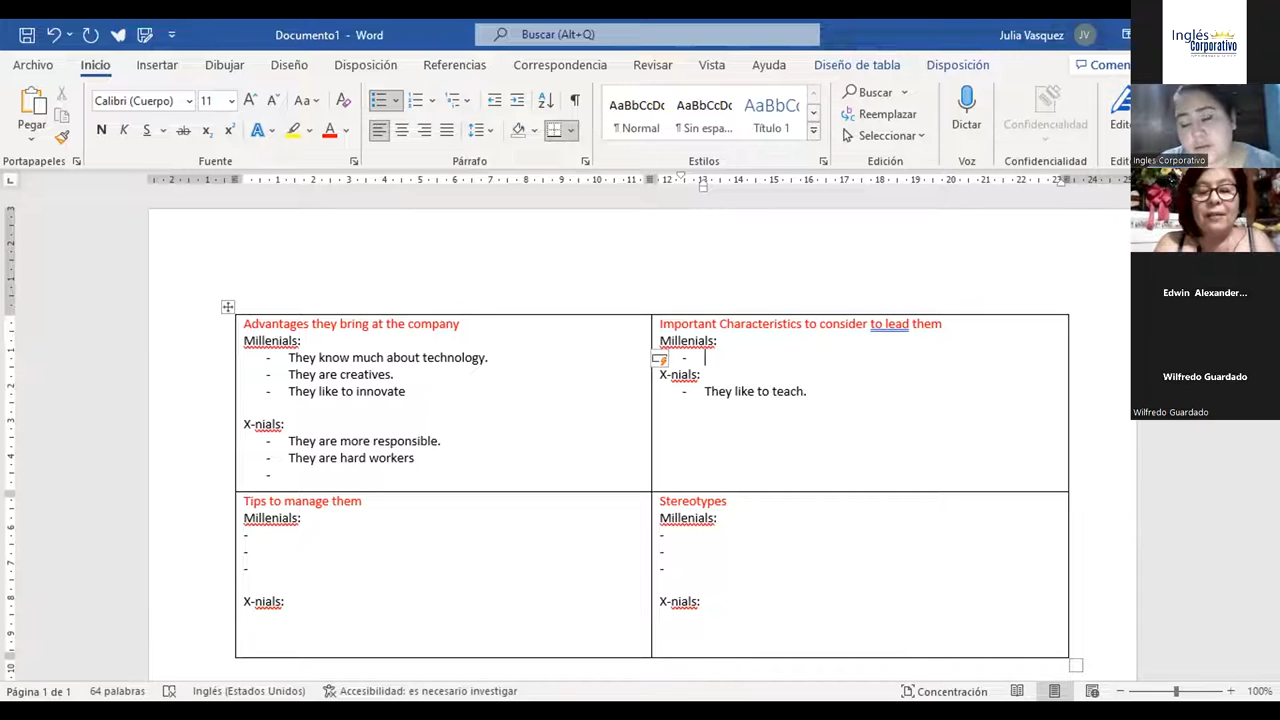 Documento1 - Word
Buscar (Alt+Q)
Julia Vasquez
JV
Archivo
Inicio
Insertar
Dibujar
Diseño
Disposición
Referencias
Correspondencia
Revisar
Vista
Ayuda
Diseño de tabla
Disposición
Comen
Pegar
Calibri (Cuerpo)
11
AaBbCcDc
AaBbCcDc
AaBbCc
¶ Normal
¶ Sin espa...
Título 1
Buscar
Reemplazar
Seleccionar
Dictar
Confidencialidad
Edito
Portapapeles
Fuente
Párrafo
Estilos
Edición
Voz
Confidencialidad
Edito
Advantages they bring at the company
Millenials:
- They know much about technology.
- They are creatives.
- They like to innovate
X-nials:
- They are more responsible.
- They are hard workers
-
Important Characteristics to consider to lead them
Millenials:
-
X-nials:
- They like to teach.
Tips to manage them
Millenials:
-
-
-
X-nials:
Stereotypes
Millenials:
-
-
-
X-nials:
Página 1 de 1
64 palabras
Inglés (Estados Unidos)
Accesibilidad: es necesario investigar
Concentración
100%
Inglés
Corporativo
Ingles Corporativo
Edwin Alexander...
Wilfredo Guardado
Wilfredo Guardado